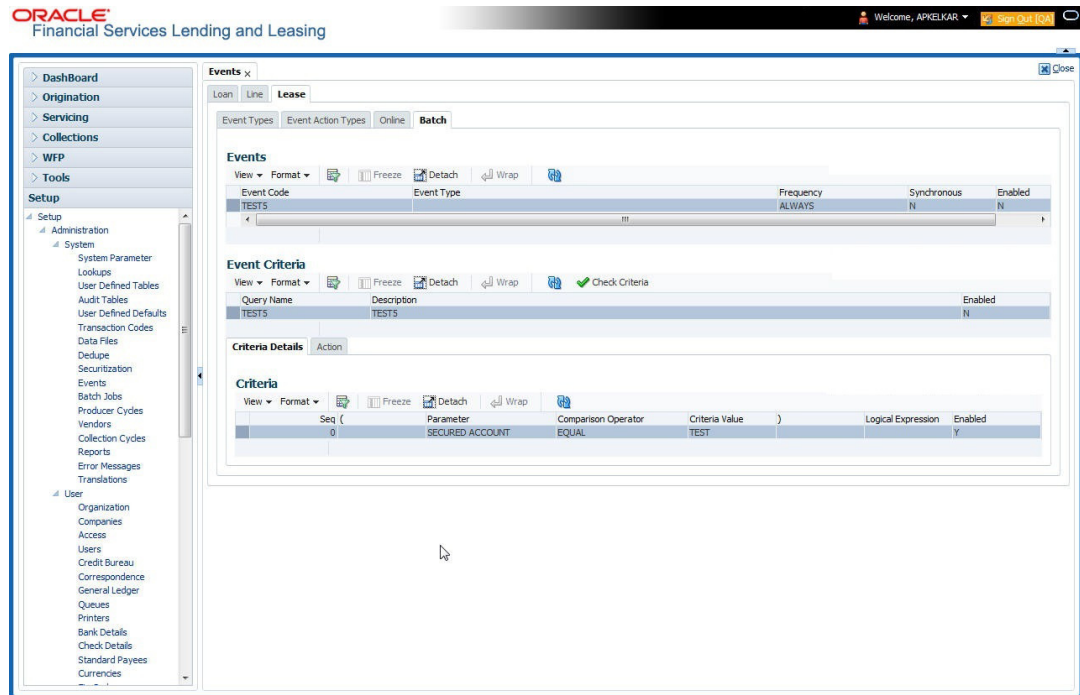 ORACLE®
Financial Services Lending and Leasing
Welcome, APKELKAR
Sign Out [QA]
DashBoard
Origination
Servicing
Collections
WFP
Tools
Setup
Setup
Administration
System
System Parameter
Lookups
User Defined Tables
Audit Tables
User Defined Defaults
Transaction Codes
Data Files
Dedupe
Securitization
Events
Batch Jobs
Producer Cycles
Vendors
Collection Cycles
Reports
Error Messages
Translations
User
Organization
Companies
Access
Users
Credit Bureau
Correspondence
General Ledger
Queues
Printers
Bank Details
Check Details
Standard Payees
Currencies
Events x
Close
Loan Line Lease
Event Types Event Action Types Online Batch
Events
View Format Freeze Detach Wrap
Event Code Event Type Frequency Synchronous Enabled
TEST5 ALWAYS N N
Event Criteria
View Format Freeze Detach Wrap Check Criteria
Query Name Description Enabled
TEST5 TEST5 N
Criteria Details Action
Criteria
View Format Freeze Detach Wrap
Seq ( Parameter Comparison Operator Criteria Value ) Logical Expression Enabled
0 SECURED ACCOUNT EQUAL TEST Y